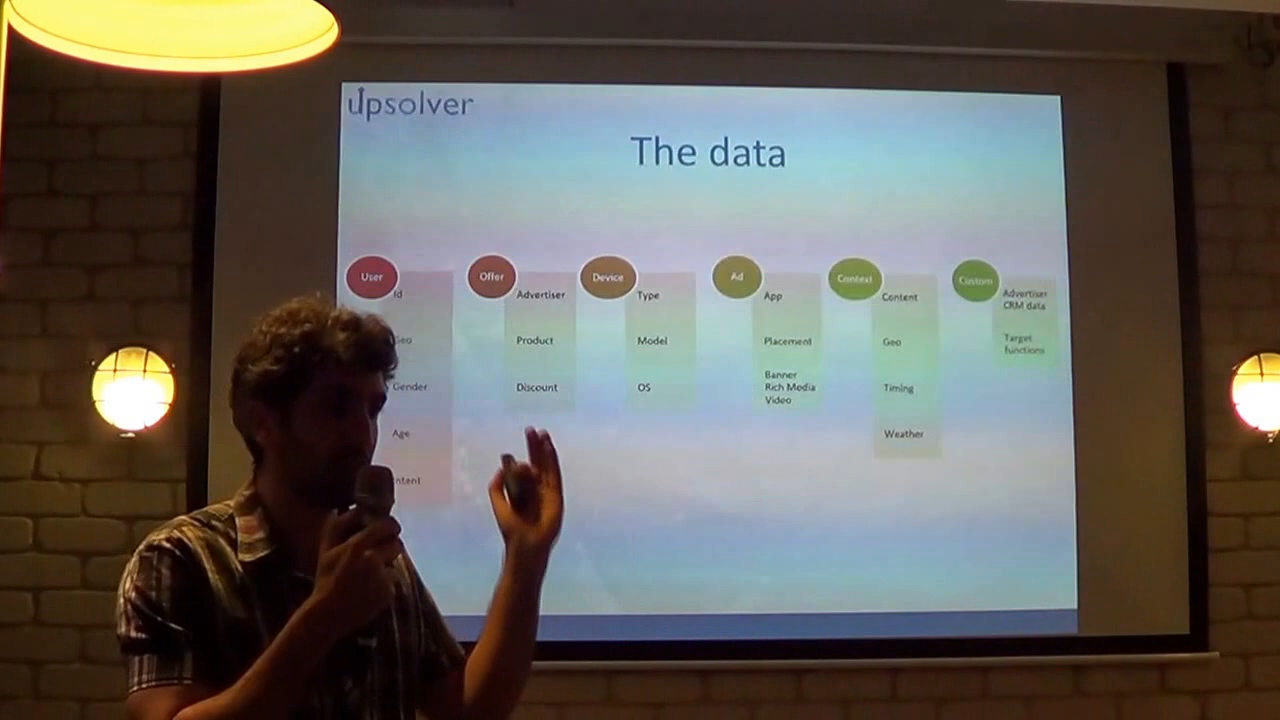 upsolver
The data
User
Id
Geo
Gender
Age
Offer
Advertiser
Product
Discount
Device
Type
Model
OS
Ad
App
Placement
Banner
Rich Media
Video
Context
Content
Geo
Timing
Weather
Custom
Advertiser
CRM data
Target
functions